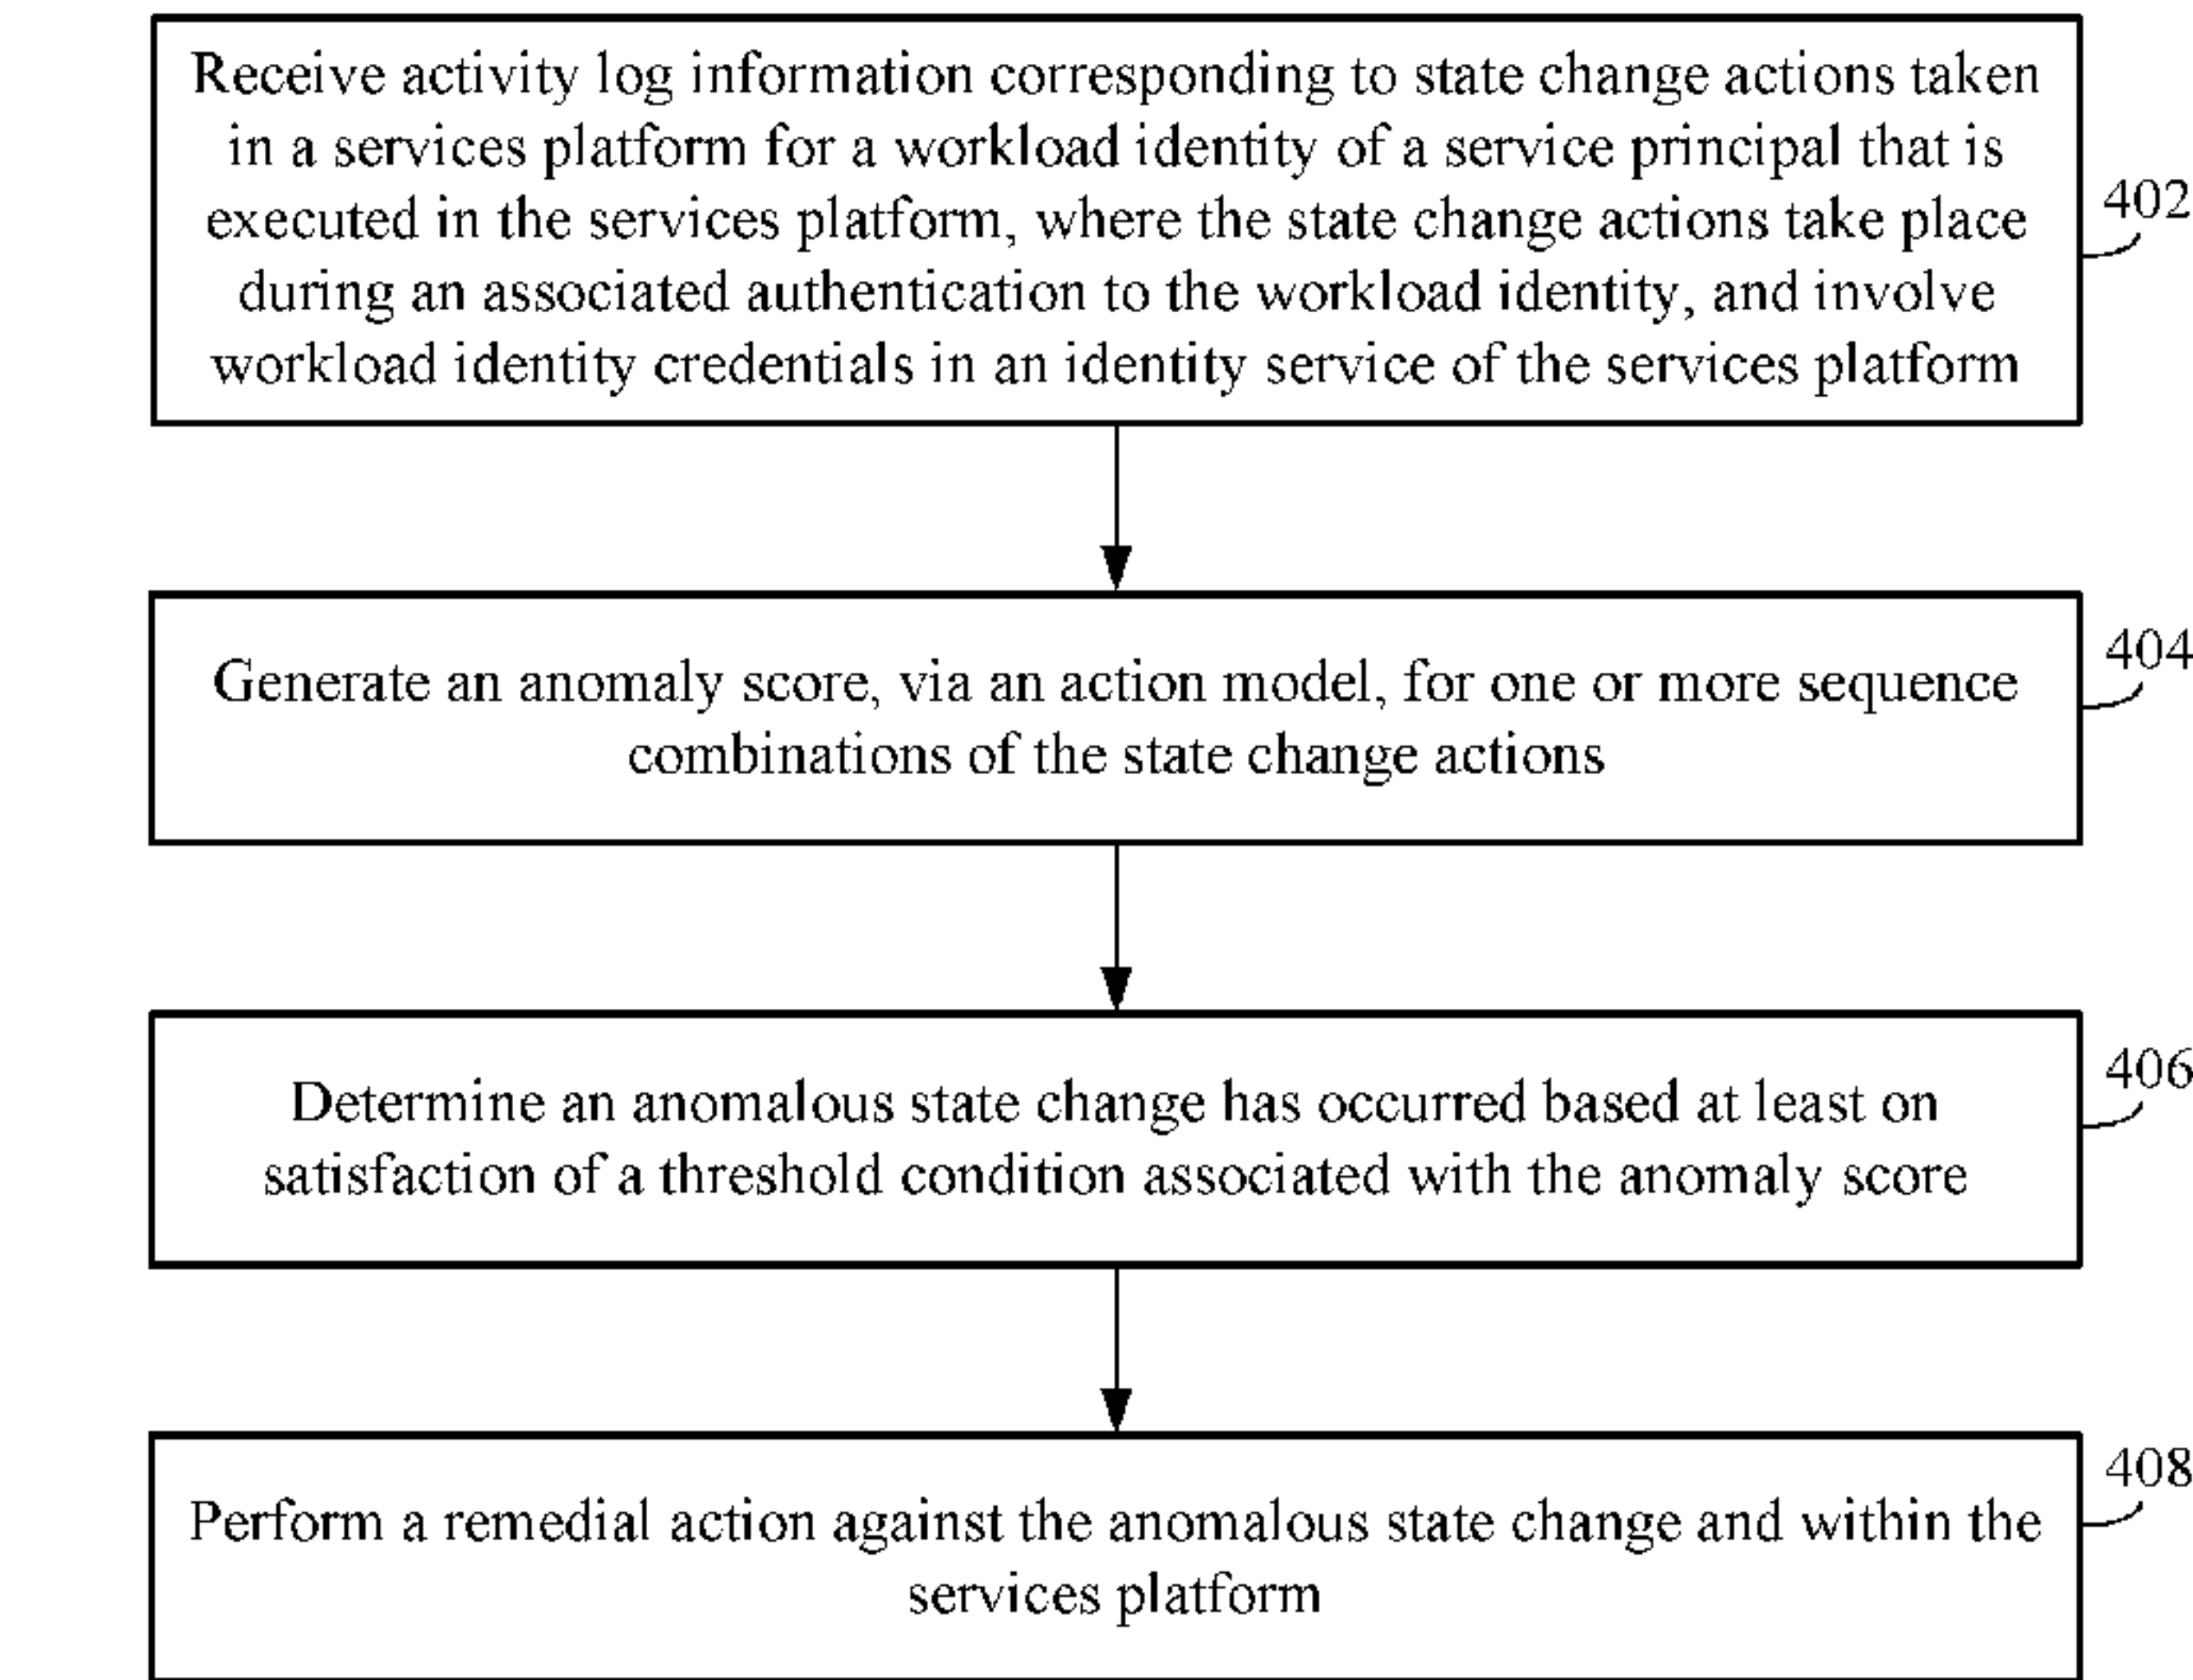 Receive activity log information corresponding to state change actions taken
in a services platform for a workload identity of a service principal that is
executed in the services platform, where the state change actions take place
during an associated authentication to the workload identity, and involve
workload identity credentials in an identity service of the services platform
402
Generate an anomaly score, via an action model, for one or more sequence
combinations of the state change actions
404
Determine an anomalous state change has occurred based at least on
satisfaction of a threshold condition associated with the anomaly score
406
Perform a remedial action against the anomalous state change and within the
services platform
408